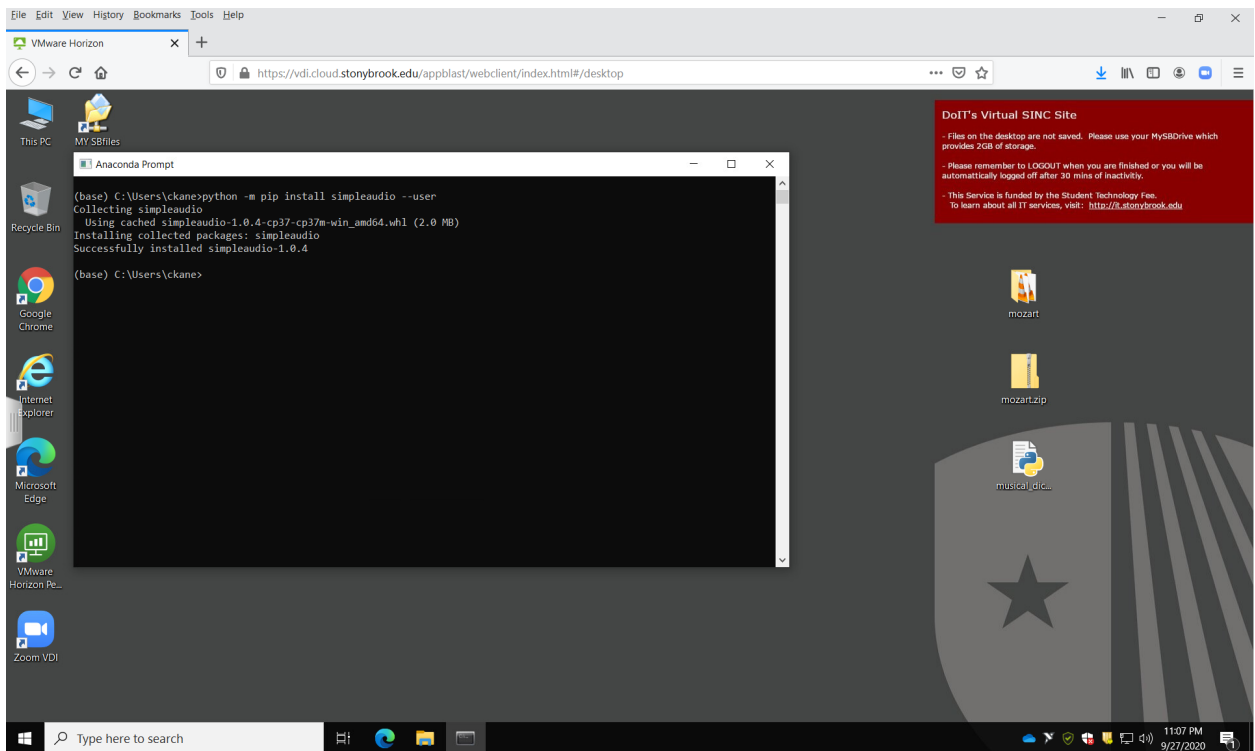 File Edit View History Bookmarks Tools Help
VMware Horizon
https://vdi.cloud.stonybrook.edu/appblast/webclient/index.html#/desktop
This PC
MY SBfiles
Recycle Bin
Google
Chrome
Internet
Explorer
Microsoft
Edge
VMware
Horizon Pe...
Zoom VDI
Anaconda Prompt
(base) C:\Users\ckane>python -m pip install simpleaudio --user
Collecting simpleaudio
Using cached simpleaudio-1.0.4-cp37-cp37m-win_amd64.whl (2.0 MB)
Installing collected packages: simpleaudio
Successfully installed simpleaudio-1.0.4
(base) C:\Users\ckane>
DoIT's Virtual SINC Site
- Files on the desktop are not saved. Please use your MySBDrive which
provides 2GB of storage.
- Please remember to LOGOUT when you are finished or you will be
automattically logged off after 30 mins of inactivitiy.
- This Service is funded by the Student Technology Fee.
To learn about all IT services, visit: http://it.stonybrook.edu
mozart
mozart.zip
musical_dic...
Type here to search
11:07 PM
9/27/2020
1